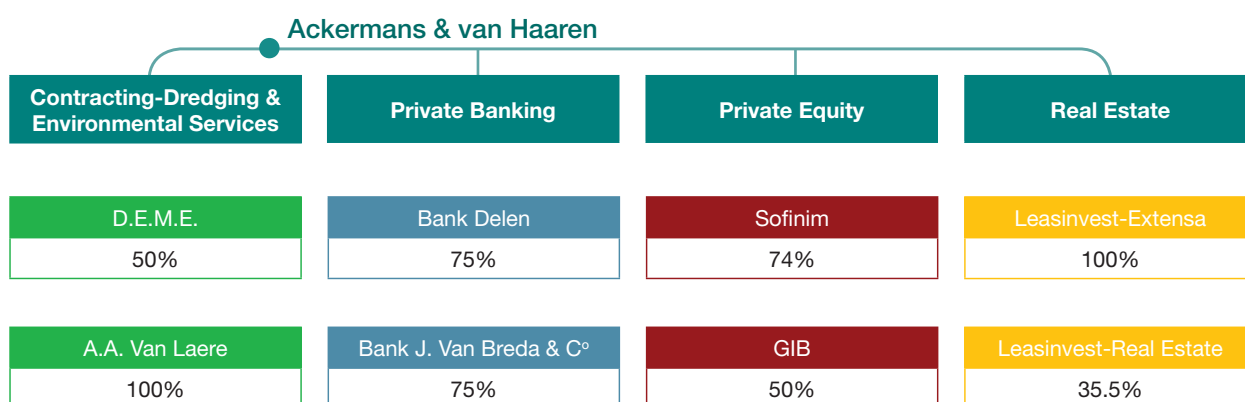 Ackermans & van Haaren
Contracting-Dredging &
Environmental Services
Private Banking
Private Equity
Real Estate
D.E.M.E.
50%
Bank Delen
75%
Sofinim
74%
Leasinvest-Extensa
100%
A.A. Van Laere
100%
Bank J. Van Breda & Cº
75%
GIB
50%
Leasinvest-Real Estate
35.5%